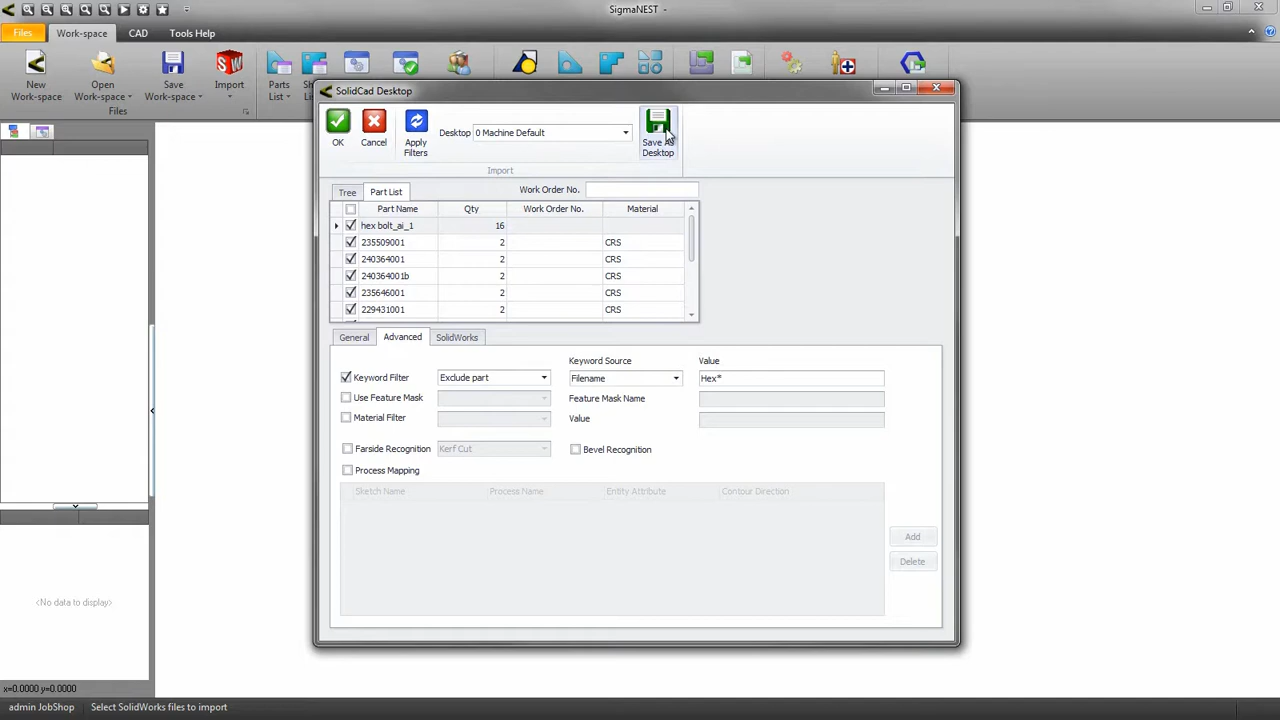 SigmaNEST -
Files
Work-space
CAD
Tools Help
New Work-space
Open Work-space
Save Work-space
Import
Parts List
Files
SolidCad Desktop
OK
Cancel
Apply Filters
Desktop
0 Machine Default
Save As Desktop
Import
Tree
Part List
Work Order No.
Part Name Qty Work Order No. Material
hex bolt_ai_1 16
235509001 2 CRS
240364001 2 CRS
240364001b 2 CRS
235646001 2 CRS
229431001 2 CRS
General
Advanced
SolidWorks
Keyword Source
Value
Keyword Filter
Exclude part
Filename
Hex*
Use Feature Mask
Feature Mask Name
Material Filter
Value
Farside Recognition
Kerf Cut
Bevel Recognition
Process Mapping
Sketch Name Process Name Entity Attribute Contour Direction
Add
Delete
<No data to display>
x=0.0000 y=0.0000
admin JobShop
Select SolidWorks files to import